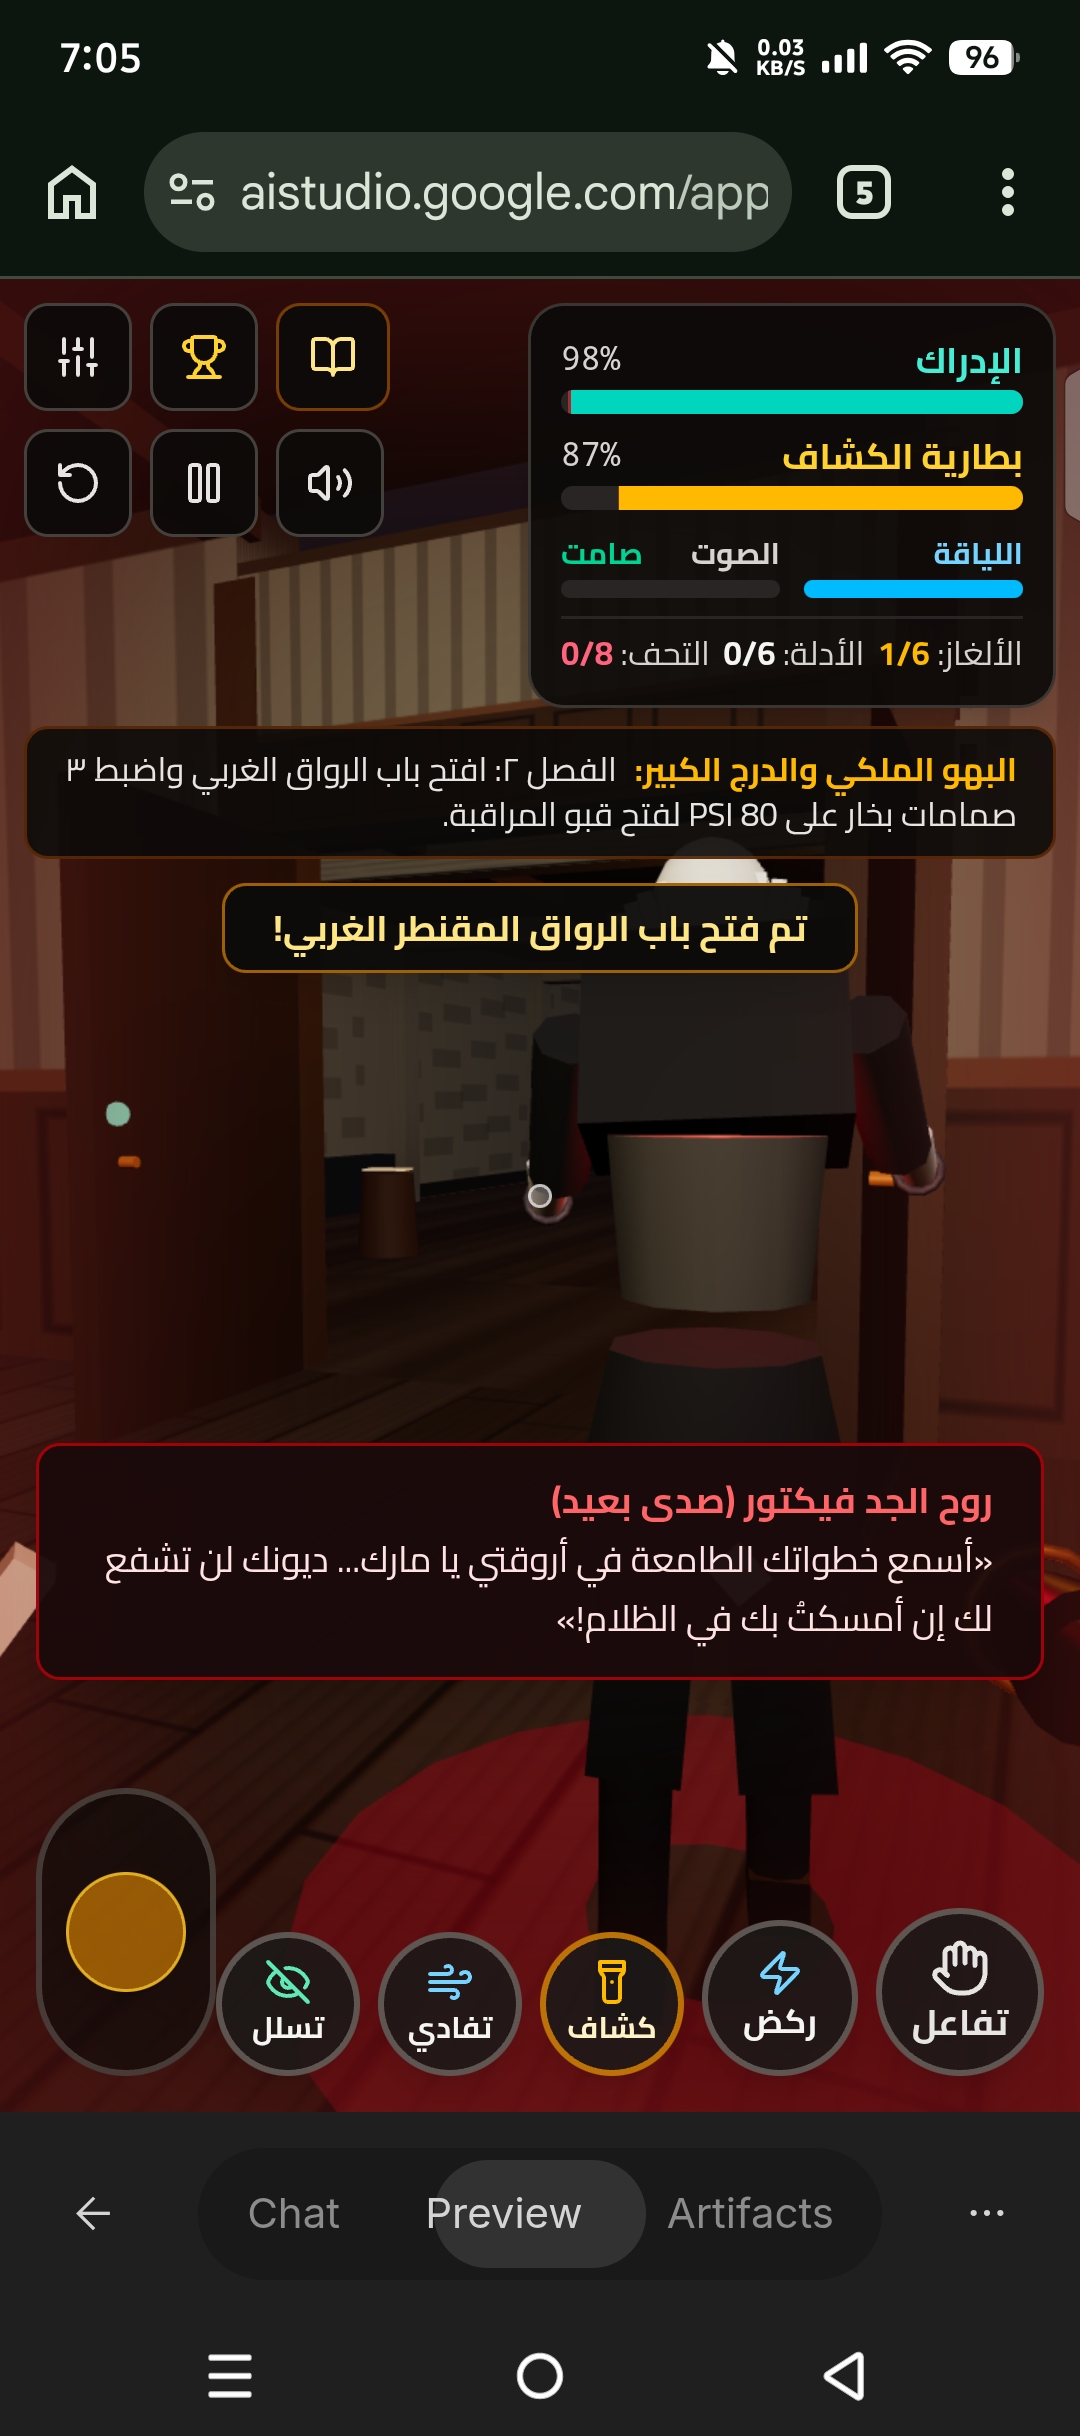 7:05
0.03
KB/S
96
aistudio.google.com/app
5
الإدراك
98%
بطارية الكشاف
87%
اللياقة
الصوت
صامت
الألغاز: 1/6 الأدلة: 0/6 التحف: 0/8
البهو الملكي والدرج الكبير: الفصل ٢: افتح باب الرواق الغربي واضبط ٣
صمامات بخار على 80 PSI لفتح قبو المراقبة.
تم فتح باب الرواق المقنطر الغربي!
روح الجد فيكتور (صدى بعيد)
«أسمع خطواتك الطامعة في أروقتي يا مارك... ديونك لن تشفع
لك إن أمسكتُ بك في الظلام!»
تفاعل
ركض
كشاف
تفادي
تسلل
Chat
Preview
Artifacts